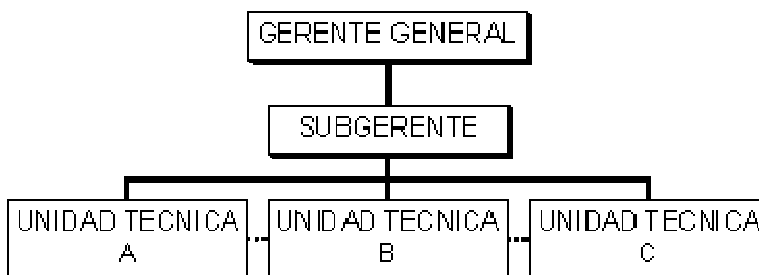 GERENTE GENERAL
SUBGERENTE
UNIDAD TECNICA
A
UNIDAD TECNICA
B
UNIDAD TECNICA
C